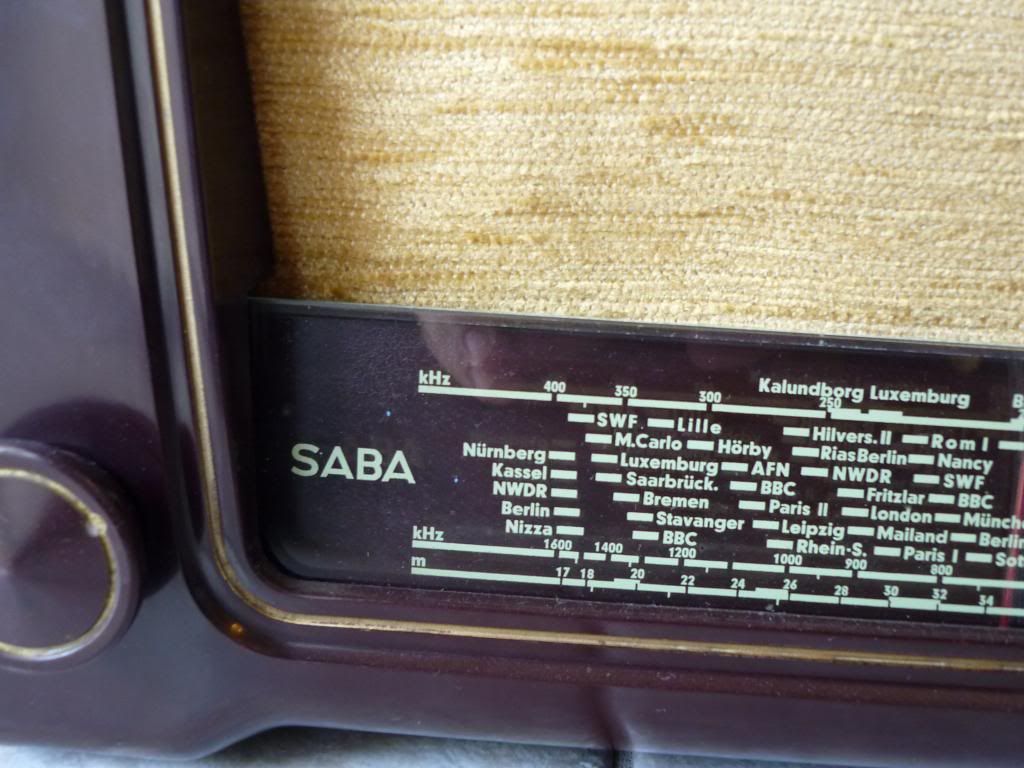 SABA
kHz 400 350 300 250 Kalundborg Luxemburg
SWF Lille Hilvers.II Rom I
Nürnberg M.Carlo Hörby RiasBerlin Nancy
Kassel Luxemburg AFN NWDR SWF
NWDR Saarbrück. BBC Fritzlar BBC
Berlin Bremen Paris II London
Nizza Stavanger Leipzig Mailand
BBC Rhein-S. Paris I
kHz 1600 1400 1200 1000 900 800
m 17 18 20 22 24 26 28 30 32 34